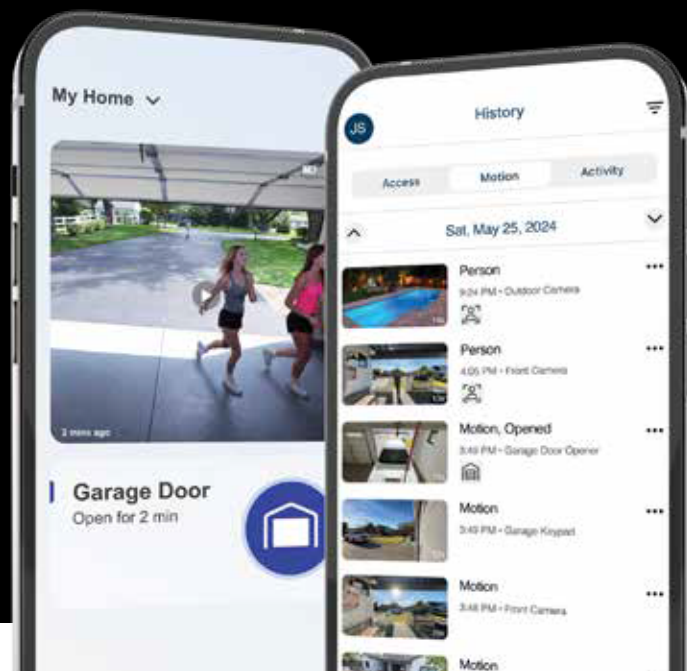 My Home
2 mins ago
Garage Door
Open for 2 min
JS
History
Access
Motion
Activity
Sat, May 25, 2024
Person
9:24 PM • Outdoor Camera
Person
4:05 PM • Front Camera
Motion, Opened
3:49 PM • Garage Door Opener
Motion
3:49 PM • Garage Keypad
Motion
3:48 PM • Front Camera
Motion